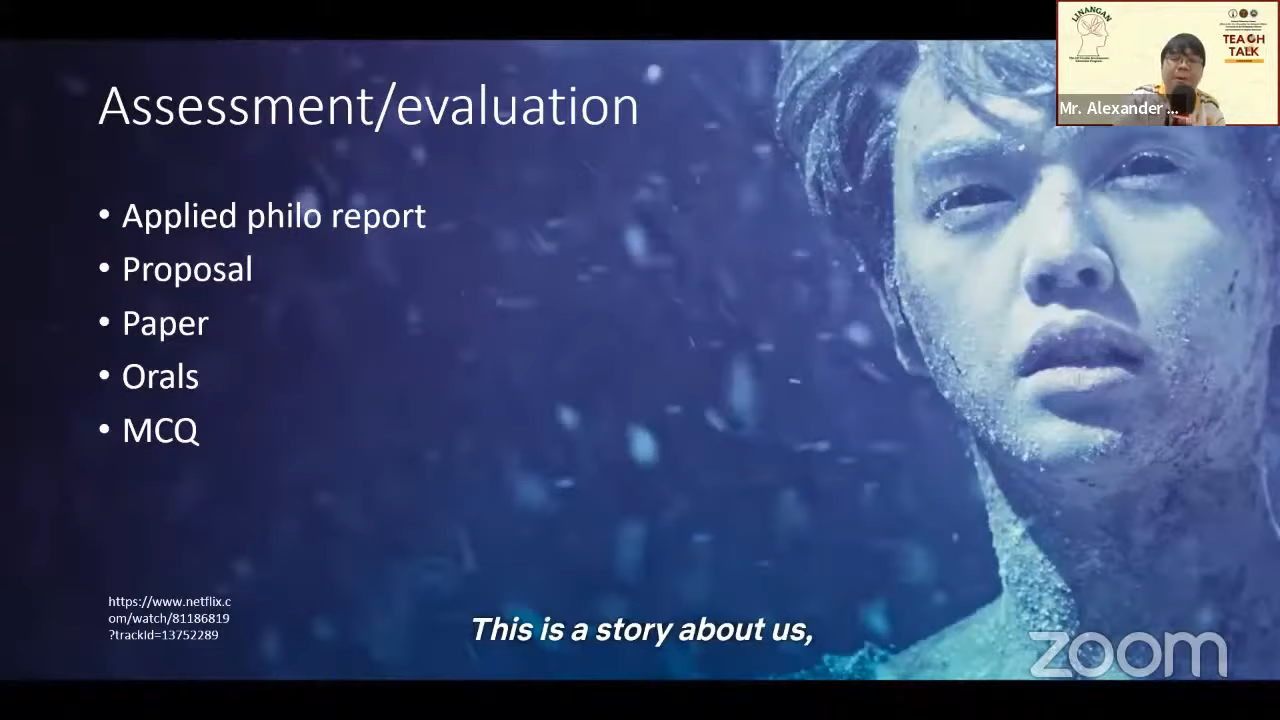 LINANGAN
TEACH
TALK
Mr. Alexander ...
Assessment/evaluation
• Applied philo report
• Proposal
• Paper
• Orals
• MCQ
https://www.netflix.c
om/watch/81186819
?trackId=13752289
This is a story about us,
zoom